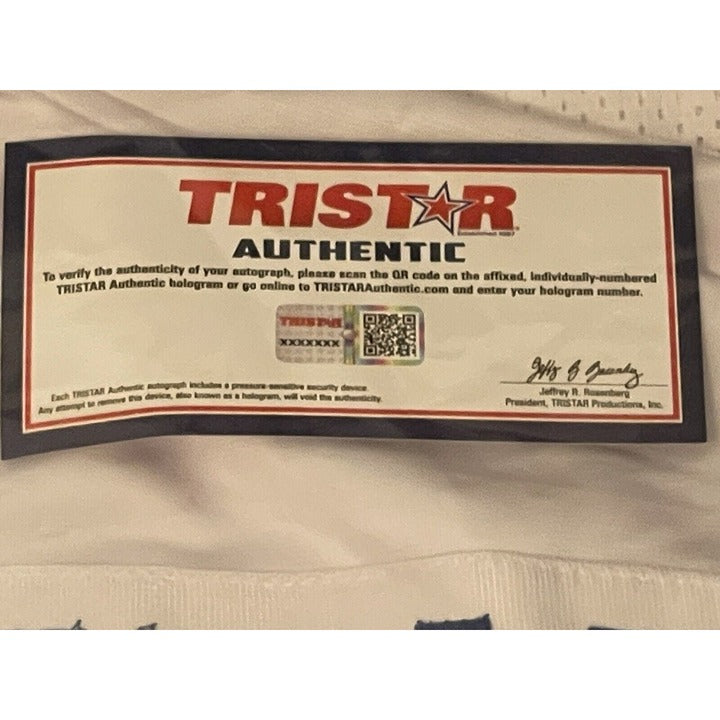 TRISTAR
Established 1987
AUTHENTIC
To verify the authenticity of your autograph, please scan the QR code on the affixed, individually-numbered
TRISTAR Authentic hologram or go online to TRISTARAuthentic.com and enter your hologram number.
TRISTAR
XXXXXXX
Each TRISTAR Authentic autograph includes a pressure-sensitive security device.
Any attempt to remove this device, also known as a hologram, will void the authenticity.
Jeffrey R. Rosenberg
President, TRISTAR Productions, Inc.